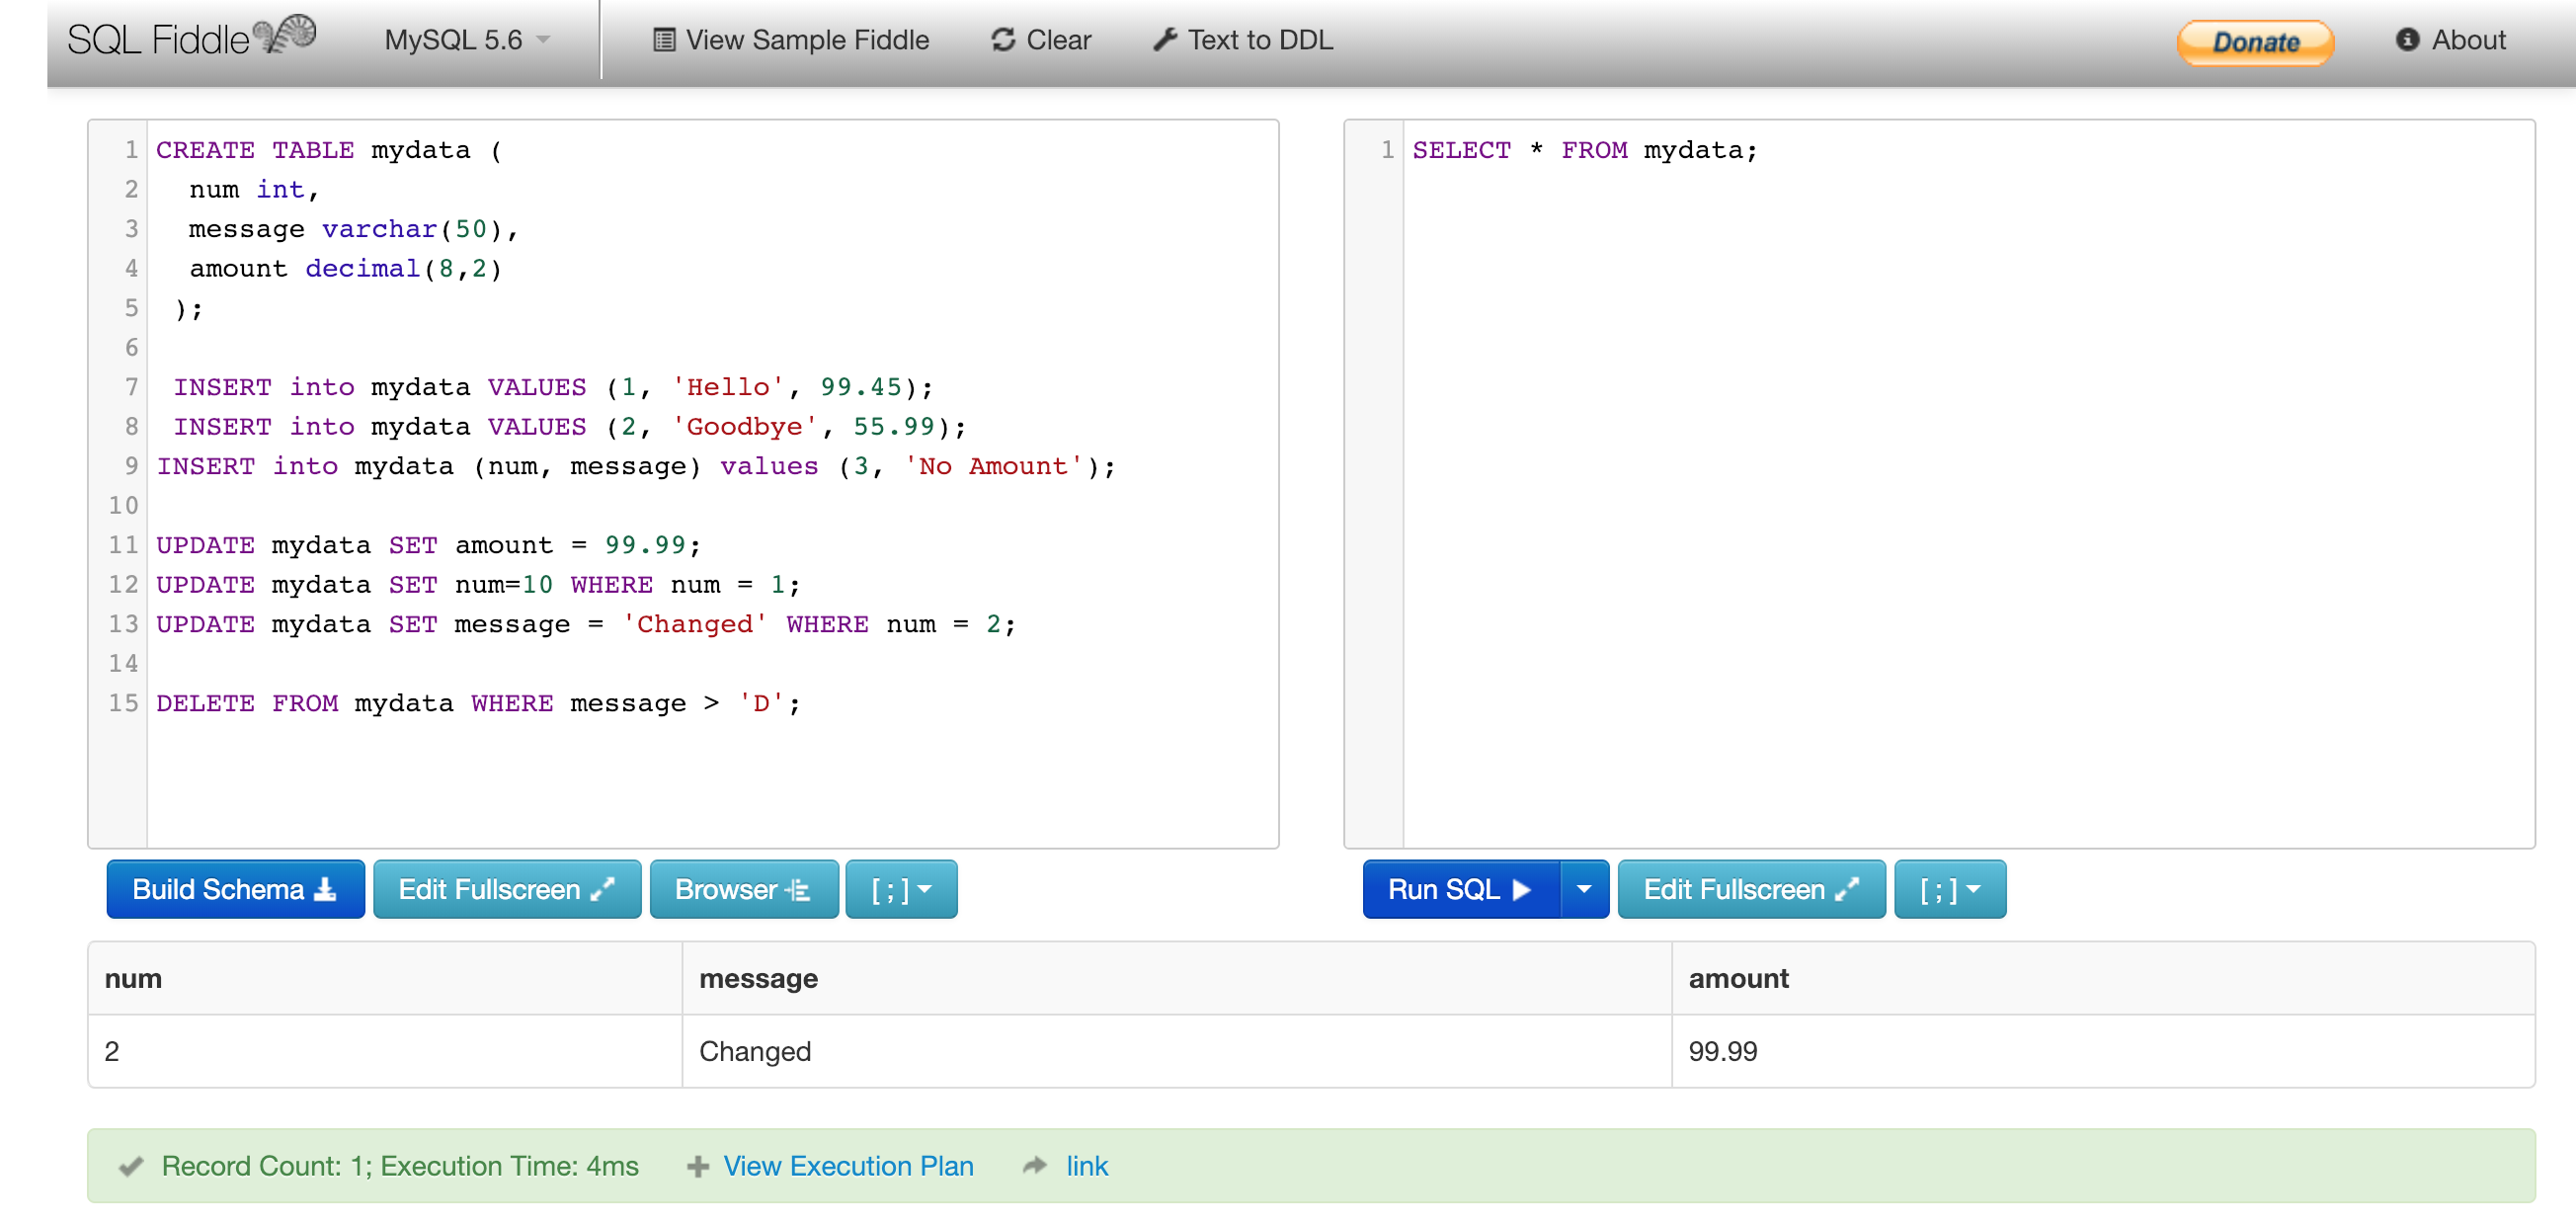 SQL Fiddle MySQL 5.6 View Sample Fiddle Clear Text to DDL Donate About
1 CREATE TABLE mydata (
2 num int,
3 message varchar(50),
4 amount decimal(8,2)
5 );
6
7 INSERT into mydata VALUES (1, 'Hello', 99.45);
8 INSERT into mydata VALUES (2, 'Goodbye', 55.99);
9 INSERT into mydata (num, message) values (3, 'No Amount');
10
11 UPDATE mydata SET amount = 99.99;
12 UPDATE mydata SET num=10 WHERE num = 1;
13 UPDATE mydata SET message = 'Changed' WHERE num = 2;
14
15 DELETE FROM mydata WHERE message > 'D';
1 SELECT * FROM mydata;
Build Schema Edit Fullscreen Browser [ ; ]
Run SQL Edit Fullscreen [ ; ]
num message amount
2 Changed 99.99
Record Count: 1; Execution Time: 4ms View Execution Plan link